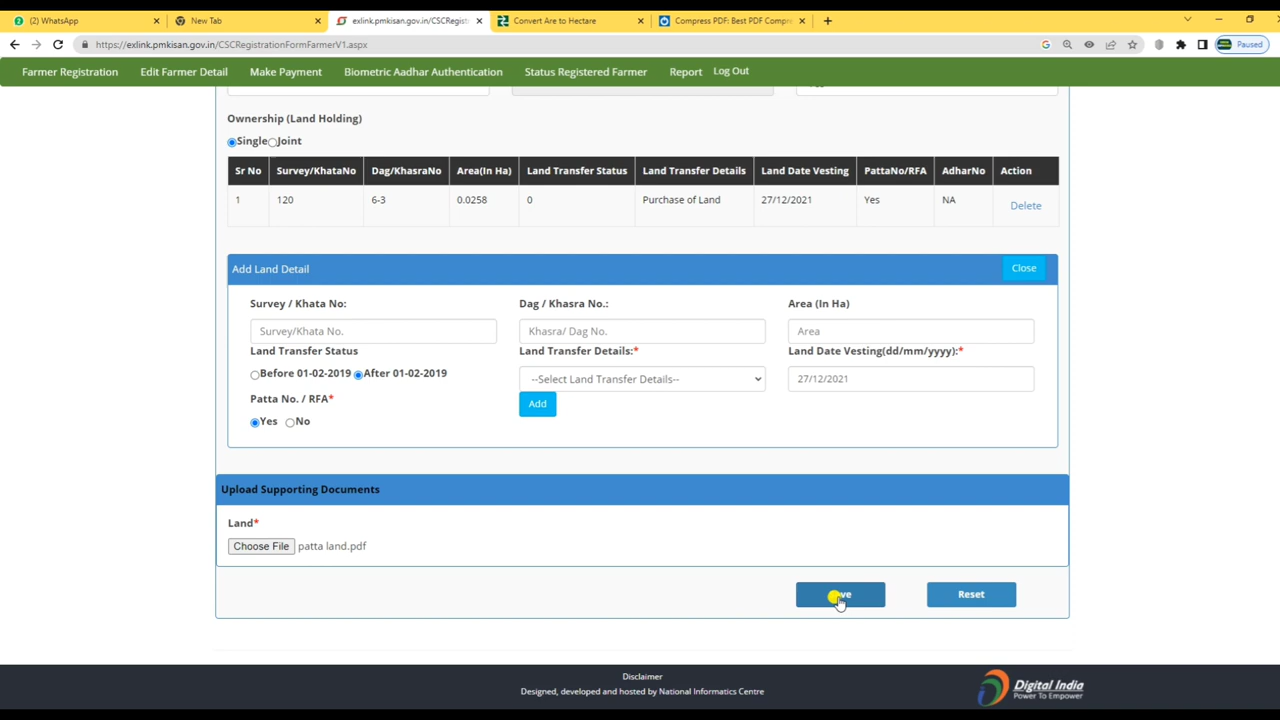 (2) WhatsApp
New Tab
exlink.pmkisan.gov.in/CSCRegistr
Convert Are to Hectare
Compress PDF: Best PDF Compre
https://exlink.pmkisan.gov.in/CSCRegistrationFormFarmerV1.aspx
Paused
Farmer Registration Edit Farmer Detail Make Payment Biometric Aadhar Authentication Status Registered Farmer Report Log Out
Ownership (Land Holding)
Single Joint
Sr No Survey/KhataNo Dag/KhasraNo Area(In Ha) Land Transfer Status Land Transfer Details Land Date Vesting PattaNo/RFA AdharNo Action
1 120 6-3 0.0258 0 Purchase of Land 27/12/2021 Yes NA Delete
Add Land Detail Close
Survey / Khata No: Dag / Khasra No.: Area (In Ha)
Survey/Khata No. Khasra/ Dag No. Area
Land Transfer Status Land Transfer Details:* Land Date Vesting(dd/mm/yyyy):*
Before 01-02-2019 After 01-02-2019 --Select Land Transfer Details-- 27/12/2021
Patta No. / RFA* Add
Yes No
Upload Supporting Documents
Land*
Choose File patta land.pdf
Reset
Disclaimer
Designed, developed and hosted by National Informatics Centre
Digital India
Power To Empower